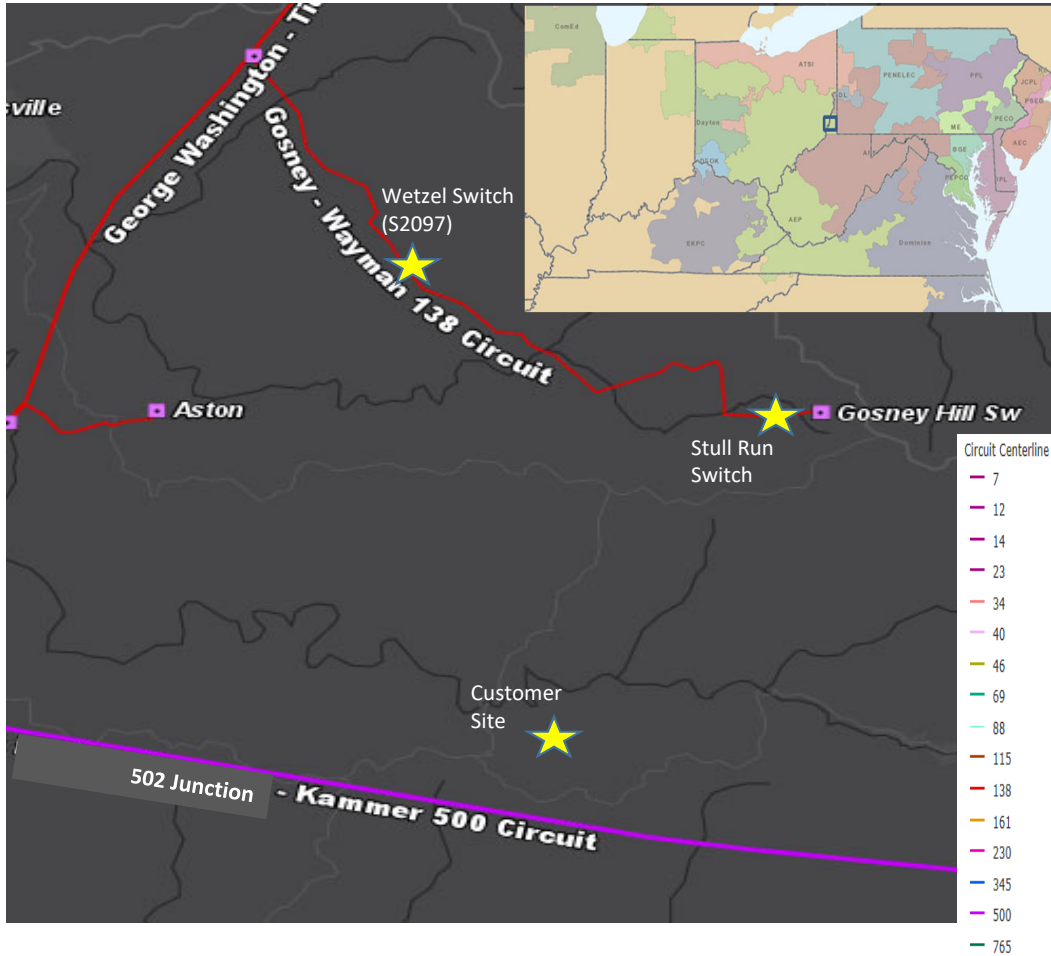 George Washington - Tid
sville
Gosney - Wayman 138 Circuit
Wetzel Switch
(S2097)
Aston
Gosney Hill Sw
Stull Run
Switch
Customer
Site
502 Junction - Kammer 500 Circuit
ComEd
ATSI
PENELEC
PPL
JCPL
PSEG
DL
Dayton
ME
PECO
AEC
BGE
PEPCO
DPL
AEP
EKPC
Dominion
Circuit Centerline
7
12
14
23
34
40
46
69
88
115
138
161
230
345
500
765